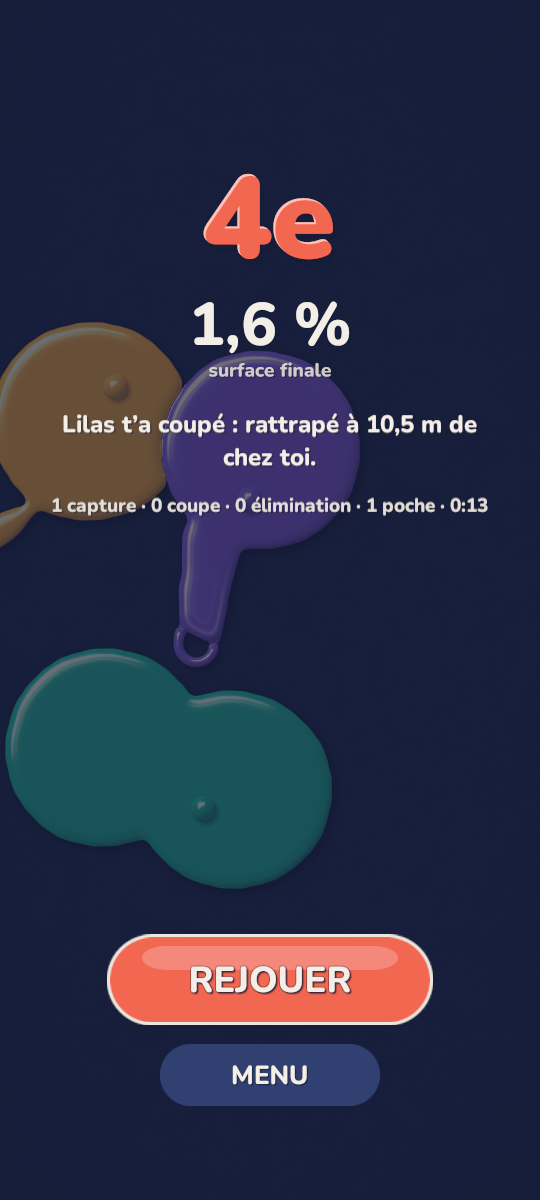 4e
1,6 %
surface finale
Lilas t’a coupé : rattrapé à 10,5 m de
chez toi.
1 capture · 0 coupe · 0 élimination · 1 poche · 0:13
REJOUER
MENU